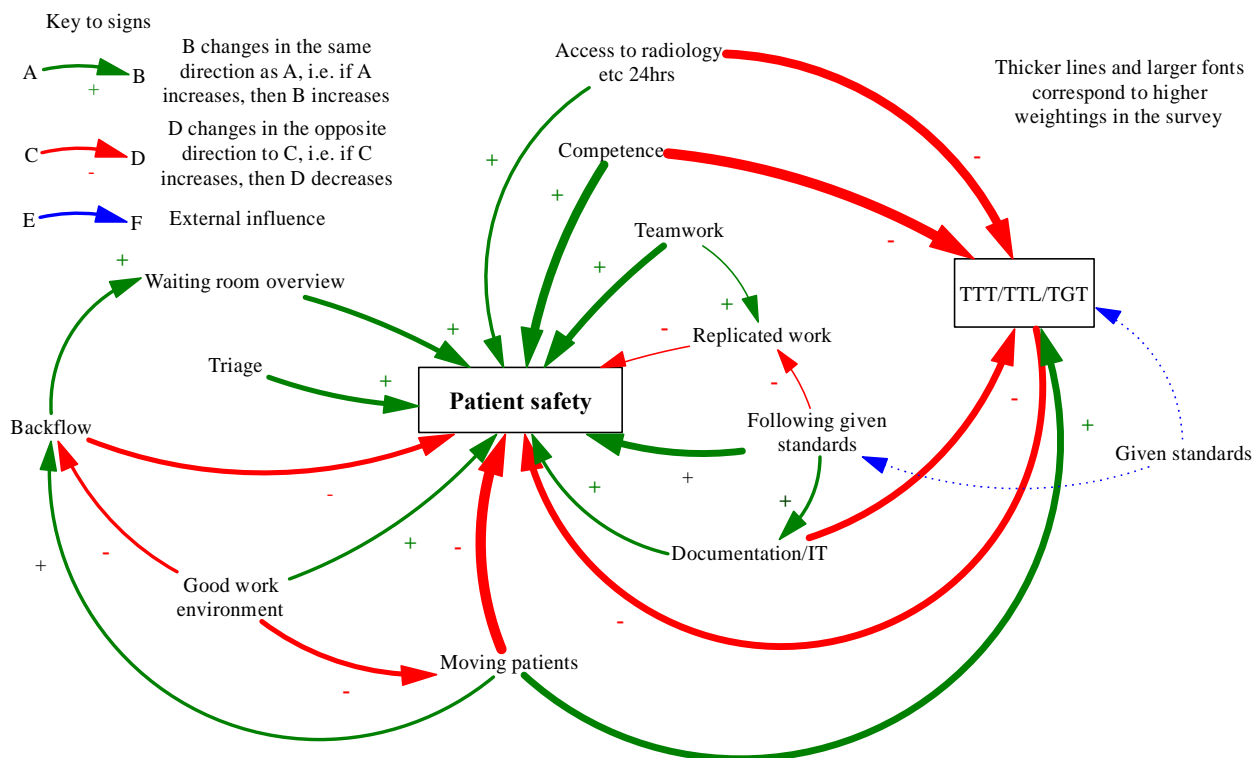 Key to signs
A
B
+
B changes in the same
direction as A, i.e. if A
increases, then B increases
C
D
-
D changes in the opposite
direction to C, i.e. if C
increases, then D decreases
E
F
External influence
Thicker lines and larger fonts
correspond to higher
weightings in the survey
Access to radiology
etc 24hrs
-
+
Competence
+
-
Teamwork
+
+
+
Waiting room overview
+
TTT/TTL/TGT
Replicated work
-
Triage
+
-
Patient safety
-
+
Backflow
Following given
standards
Given standards
-
+
+
+
Documentation/IT
+
-
-
+
Good work
environment
-
Moving patients
-